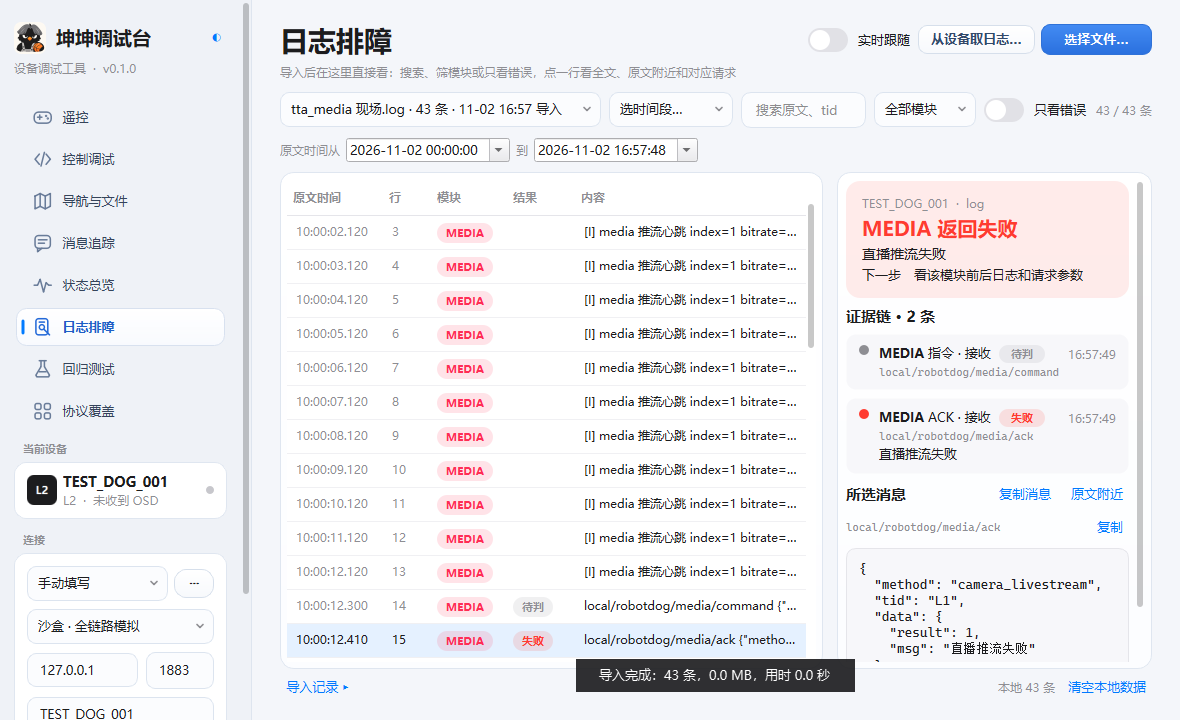 坤坤调试台
设备调试工具 · v0.1.0
遥控
控制调试
导航与文件
消息追踪
状态总览
日志排障
回归测试
协议覆盖
当前设备
L2
TEST_DOG_001
L2 · 未收到 OSD
连接
手动填写
...
沙盒 · 全链路模拟
127.0.0.1
1883
TEST_DOG_001
日志排障
导入后在这里直接看：搜索、筛模块或只看错误，点一行看全文、原文附近和对应请求
实时跟随
从设备取日志...
选择文件...
tta_media 现场.log · 43 条 · 11-02 16:57 导入
选时间段...
搜索原文、tid
全部模块
只看错误
43 / 43 条
原文时间从 2026-11-02 00:00:00 到 2026-11-02 16:57:48
原文时间 行 模块 结果 内容
10:00:02.120 3 MEDIA [I] media 推流心跳 index=1 bitrate=...
10:00:03.120 4 MEDIA [I] media 推流心跳 index=1 bitrate=...
10:00:04.120 5 MEDIA [I] media 推流心跳 index=1 bitrate=...
10:00:05.120 6 MEDIA [I] media 推流心跳 index=1 bitrate=...
10:00:06.120 7 MEDIA [I] media 推流心跳 index=1 bitrate=...
10:00:07.120 8 MEDIA [I] media 推流心跳 index=1 bitrate=...
10:00:08.120 9 MEDIA [I] media 推流心跳 index=1 bitrate=...
10:00:09.120 10 MEDIA [I] media 推流心跳 index=1 bitrate=...
10:00:10.120 11 MEDIA [I] media 推流心跳 index=1 bitrate=...
10:00:11.120 12 MEDIA [I] media 推流心跳 index=1 bitrate=...
10:00:12.120 13 MEDIA [I] media 推流心跳 index=1 bitrate=...
10:00:12.300 14 MEDIA 待判 local/robotdog/media/command {"...
10:00:12.410 15 MEDIA 失败 local/robotdog/media/ack {"metho...
导入记录 ▸
导入完成：43 条，0.0 MB，用时 0.0 秒
TEST_DOG_001 · log
MEDIA 返回失败
直播推流失败
下一步 看该模块前后日志和请求参数
证据链 • 2 条
MEDIA 指令 · 接收 待判 16:57:49
local/robotdog/media/command
MEDIA ACK · 接收 失败 16:57:49
local/robotdog/media/ack
直播推流失败
所选消息 复制消息 原文附近
local/robotdog/media/ack 复制
{
"method": "camera_livestream",
"tid": "L1",
"data": {
"result": 1,
"msg": "直播推流失败"
本地 43 条 清空本地数据